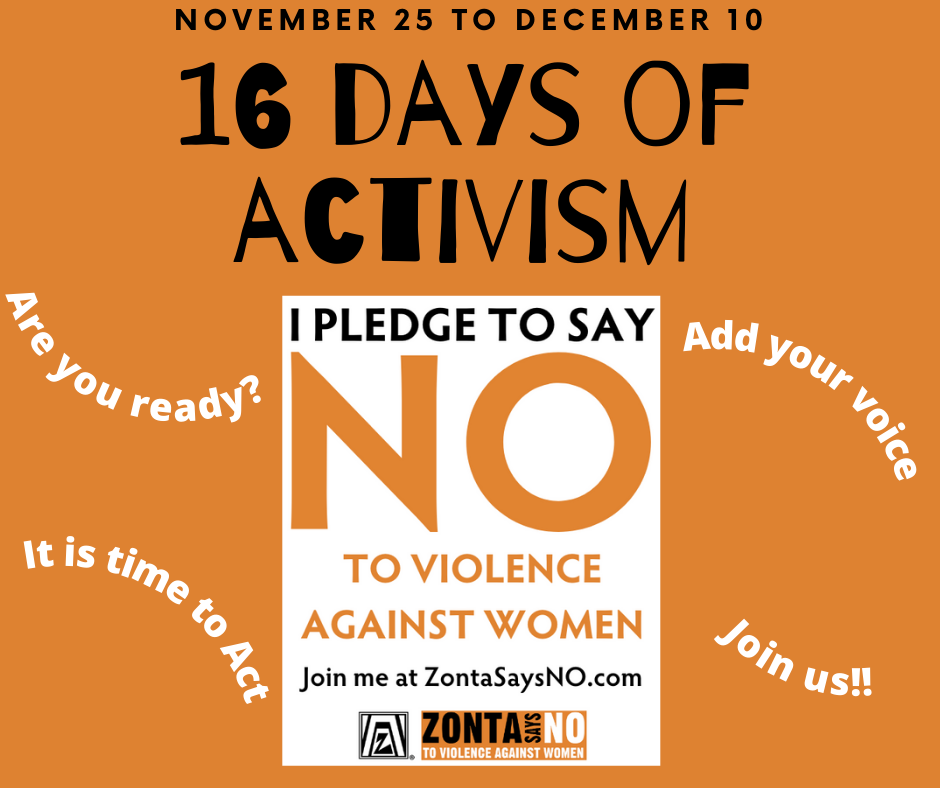 NOVEMBER 25 TO DECEMBER 10
16 DAYS OF
ACTIVISM
Are you ready?
Add your voice
It is time to Act
Join us!!
I PLEDGE TO SAY
NO
TO VIOLENCE
AGAINST WOMEN
Join me at ZontaSaysNO.com
ZONTA SAYS NO
TO VIOLENCE AGAINST WOMEN